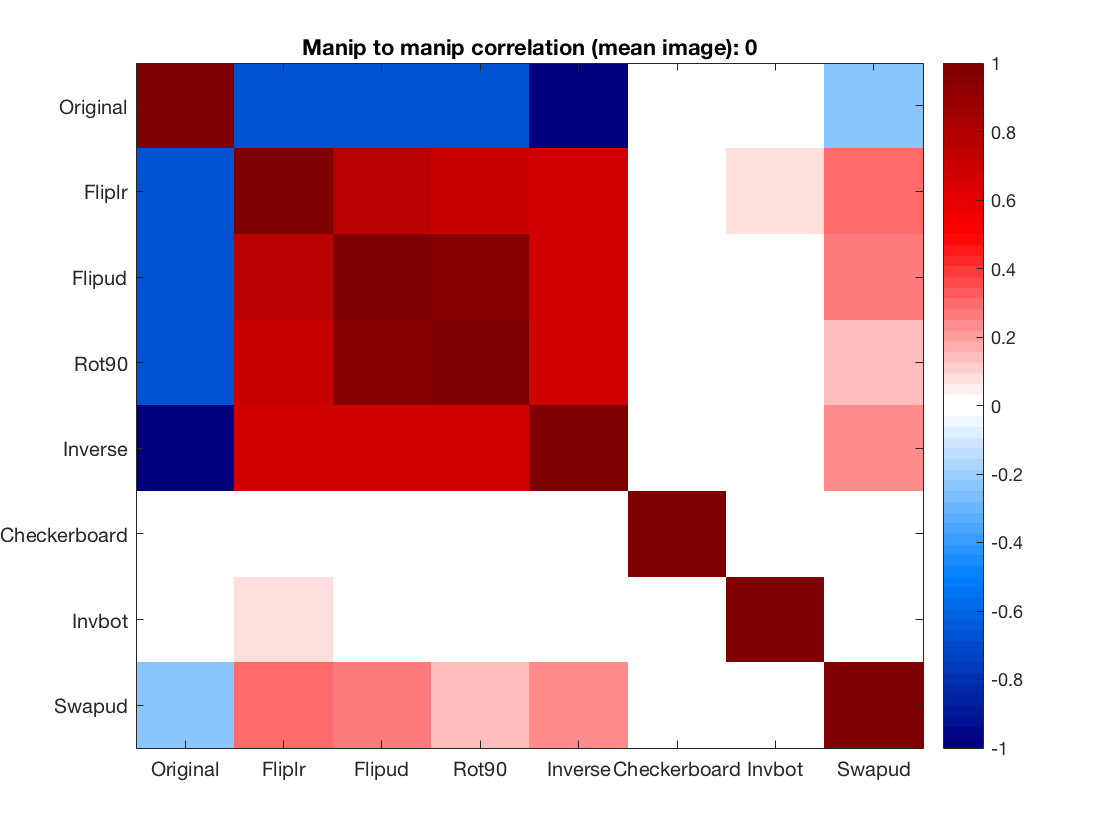 Manip to manip correlation (mean image): 0
Original
Fliplr
Flipud
Rot90
Inverse
Checkerboard
Invbot
Swapud
Original Fliplr Flipud Rot90 Inverse Checkerboard Invbot Swapud
1
0.8
0.6
0.4
0.2
0
-0.2
-0.4
-0.6
-0.8
-1